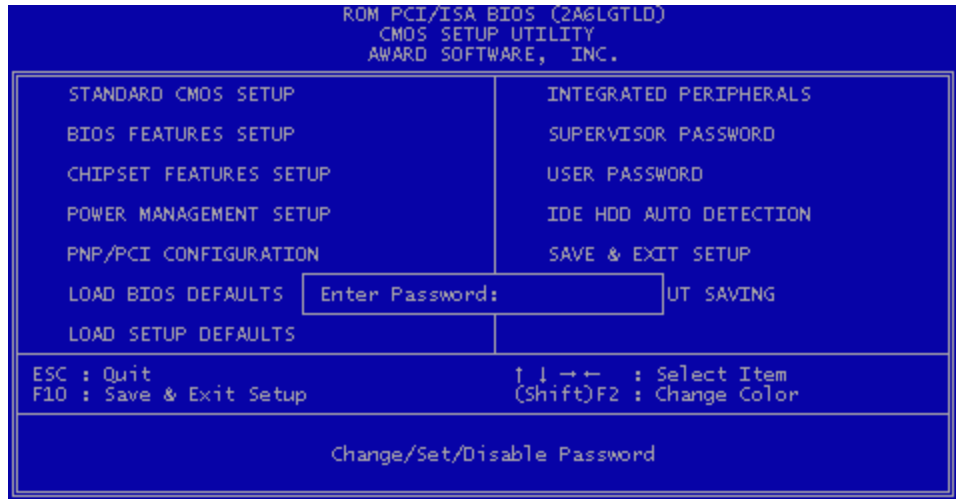 ROM PCI/ISA BIOS (2A6LGTLD)
CMOS SETUP UTILITY
AWARD SOFTWARE, INC.
STANDARD CMOS SETUP
BIOS FEATURES SETUP
CHIPSET FEATURES SETUP
POWER MANAGEMENT SETUP
PNP/PCI CONFIGURATION
LOAD BIOS DEFAULTS
LOAD SETUP DEFAULTS
INTEGRATED PERIPHERALS
SUPERVISOR PASSWORD
USER PASSWORD
IDE HDD AUTO DETECTION
SAVE & EXIT SETUP
UT SAVING
Enter Password:
ESC : Quit
F10 : Save & Exit Setup
↑ ↓ → ← : Select Item
(Shift)F2 : Change Color
Change/Set/Disable Password